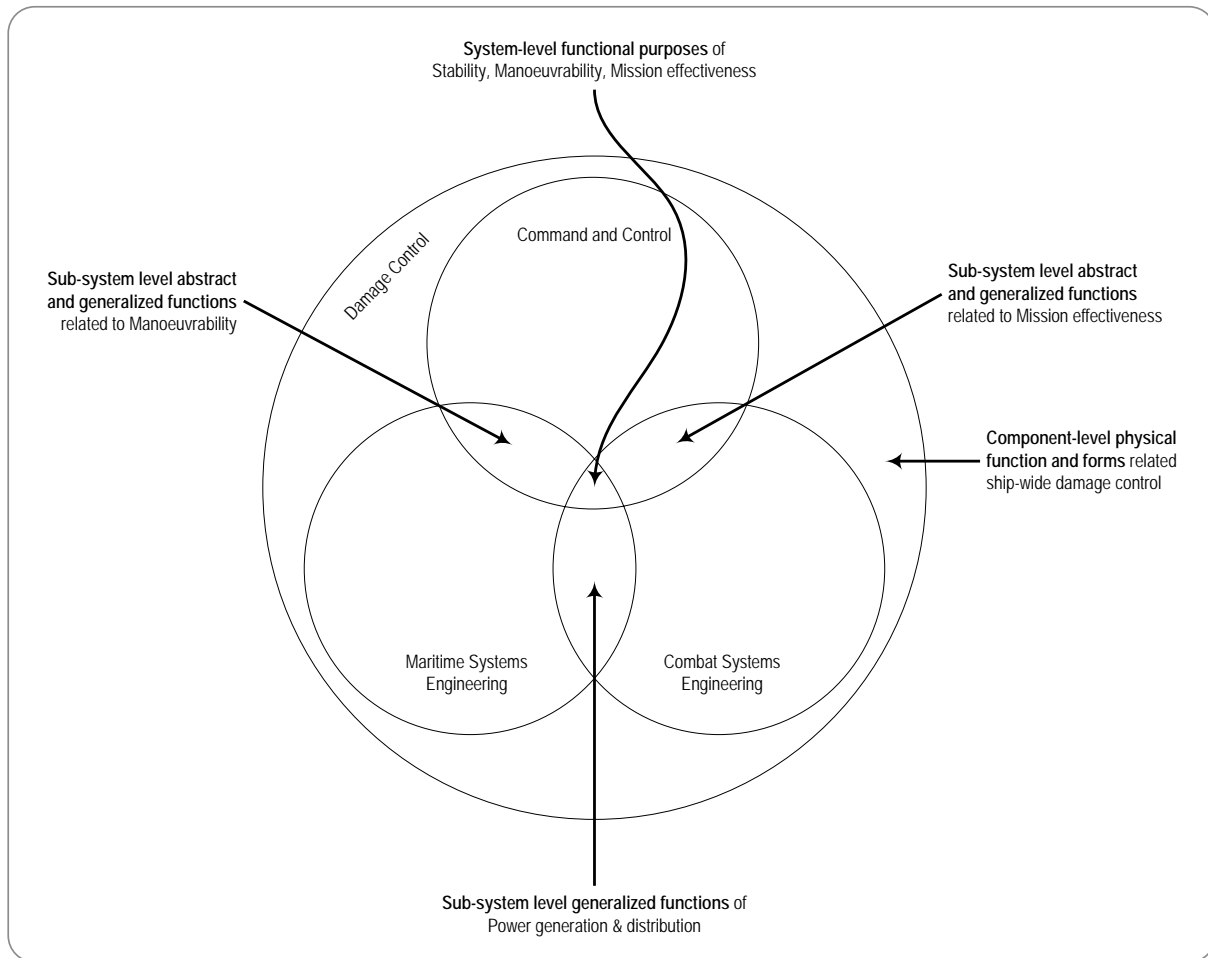 System-level functional purposes of
Stability, Manoeuvrability, Mission effectiveness
Damage Control
Command and Control
Sub-system level abstract
and generalized functions
related to Manoeuvrability
Sub-system level abstract
and generalized functions
related to Mission effectiveness
Component-level physical
function and forms related
ship-wide damage control
Maritime Systems
Engineering
Combat Systems
Engineering
Sub-system level generalized functions of
Power generation & distribution